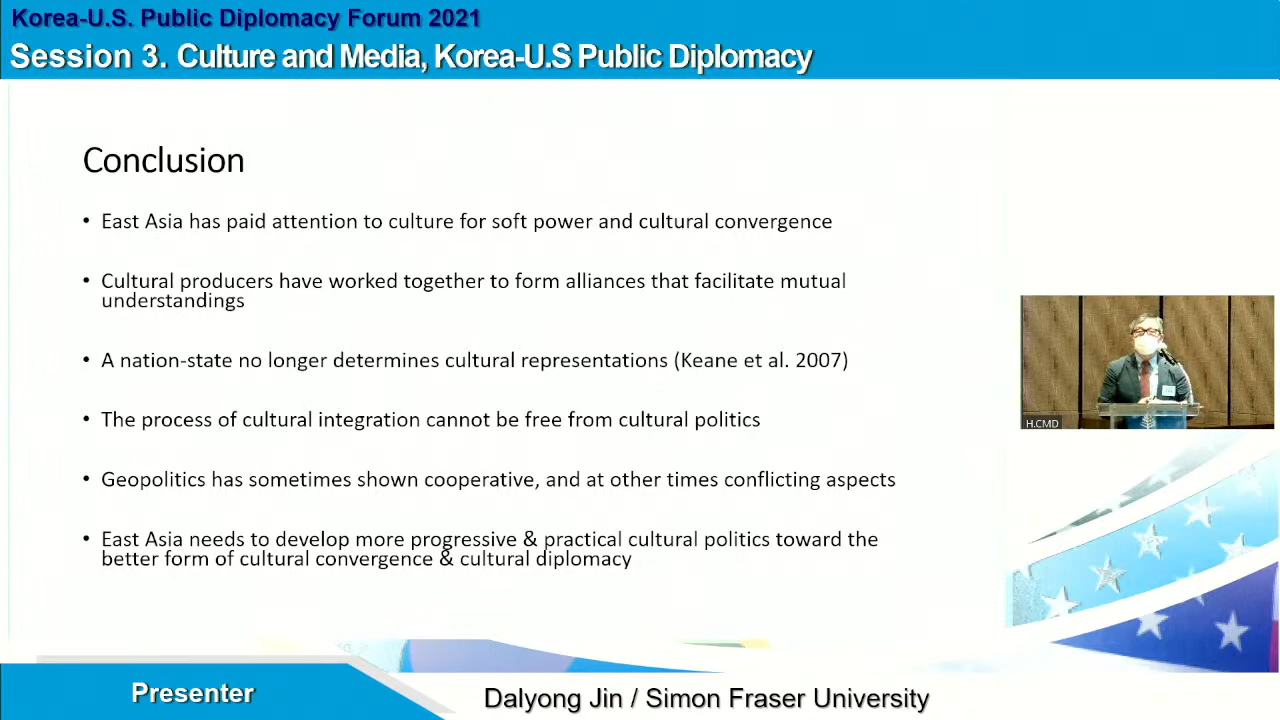 Korea-U.S. Public Diplomacy Forum 2021
Session 3. Culture and Media, Korea-U.S Public Diplomacy
Conclusion
• East Asia has paid attention to culture for soft power and cultural convergence
• Cultural producers have worked together to form alliances that facilitate mutual
understandings
• A nation-state no longer determines cultural representations (Keane et al. 2007)
• The process of cultural integration cannot be free from cultural politics
• Geopolitics has sometimes shown cooperative, and at other times conflicting aspects
• East Asia needs to develop more progressive & practical cultural politics toward the
better form of cultural convergence & cultural diplomacy
H.CMD
Presenter
Dalyong Jin / Simon Fraser University